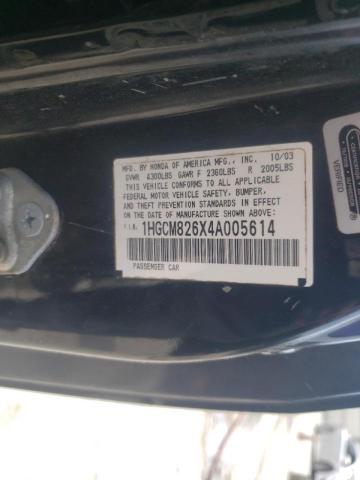 MFD. BY HONDA OF AMERICA MFG., INC. 10/03
GVWR 4300LBS GAWR F 2360LBS R 2005LBS
THIS VEHICLE CONFORMS TO ALL APPLICABLE
FEDERAL MOTOR VEHICLE SAFETY, BUMPER,
AND THEFT PREVENTION STANDARDS IN EFFECT
ON THE DATE OF MANUFACTURE SHOWN ABOVE:
V.I.N. 1HGCM826X4A005614
PASSENGER CAR
VERIFIED